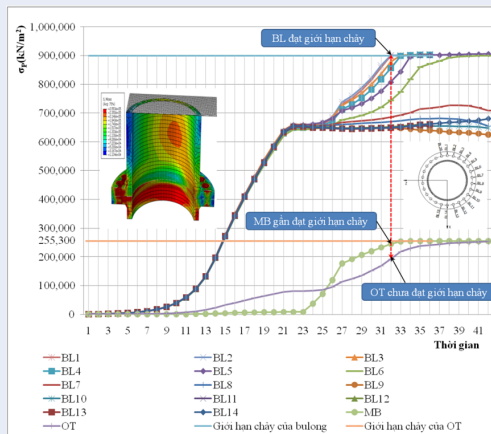 σP(kN/m²)
1,000,000
900,000
800,000
700,000
600,000
500,000
400,000
300,000
255,300
200,000
100,000
0
BL đạt giới hạn chảy
MB gần đạt giới hạn chảy
OT chưa đạt giới hạn chảy
1 3 5 7 9 11 13 15 17 19 21 23 25 27 29 31 33 35 37 39 41
Thời gian
BL1 BL2 BL3
BL4 BL5 BL6
BL7 BL8 BL9
BL10 BL11 BL12
BL13 BL14 MB
OT Giới hạn chảy của bulong Giới hạn chảy của OT